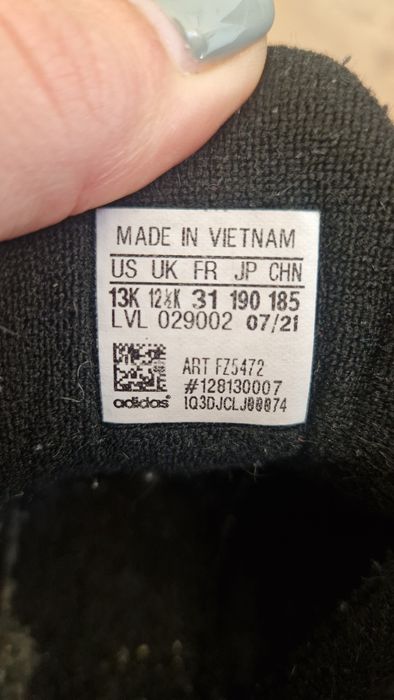 MADE IN VIETNAM
US UK FR JP CHN
13K 12½K 31 190 185
LVL 029002 07/21
ART FZ5472
#128130007
adidas 1Q3DJCLJ00074